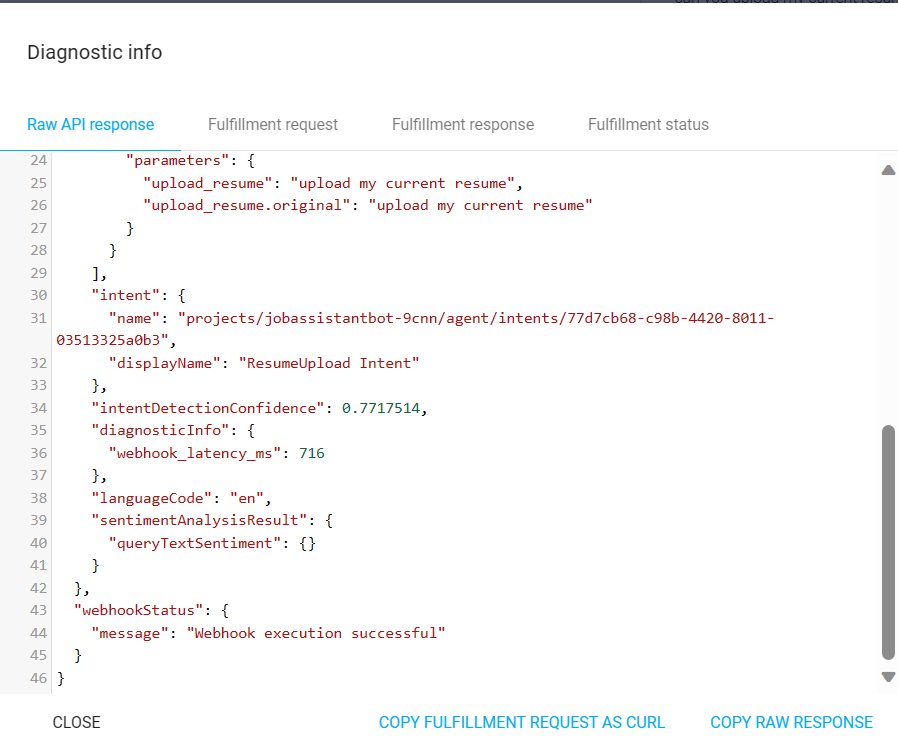 Diagnostic info
Raw API response Fulfillment request Fulfillment response Fulfillment status
24 "parameters": {
25 "upload_resume": "upload my current resume",
26 "upload_resume.original": "upload my current resume"
27 }
28 }
29 ],
30 "intent": {
31 "name": "projects/jobassistantbot-9cnn/agent/intents/77d7cb68-c98b-4420-8011-
03513325a0b3",
32 "displayName": "ResumeUpload Intent"
33 },
34 "intentDetectionConfidence": 0.7717514,
35 "diagnosticInfo": {
36 "webhook_latency_ms": 716
37 },
38 "languageCode": "en",
39 "sentimentAnalysisResult": {
40 "queryTextSentiment": {}
41 }
42 },
43 "webhookStatus": {
44 "message": "Webhook execution successful"
45 }
46 }
CLOSE COPY FULFILLMENT REQUEST AS CURL COPY RAW RESPONSE